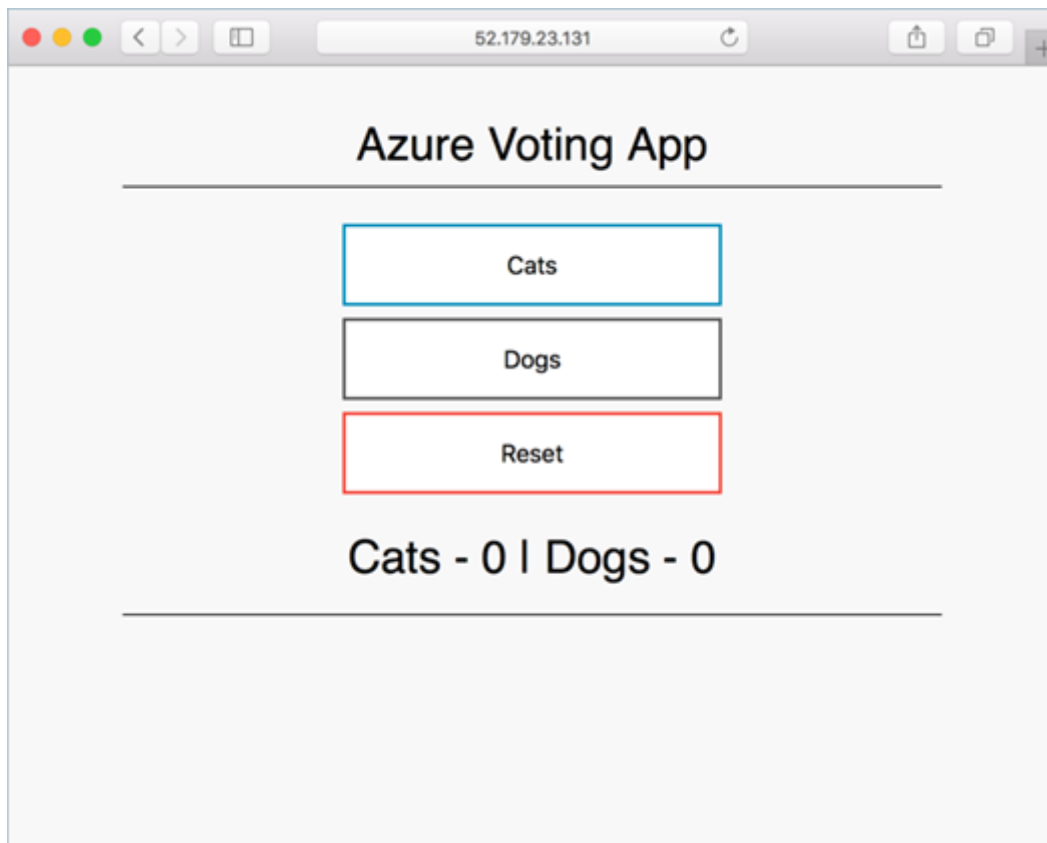 52.179.23.131
Azure Voting App
Cats
Dogs
Reset
Cats - 0 | Dogs - 0